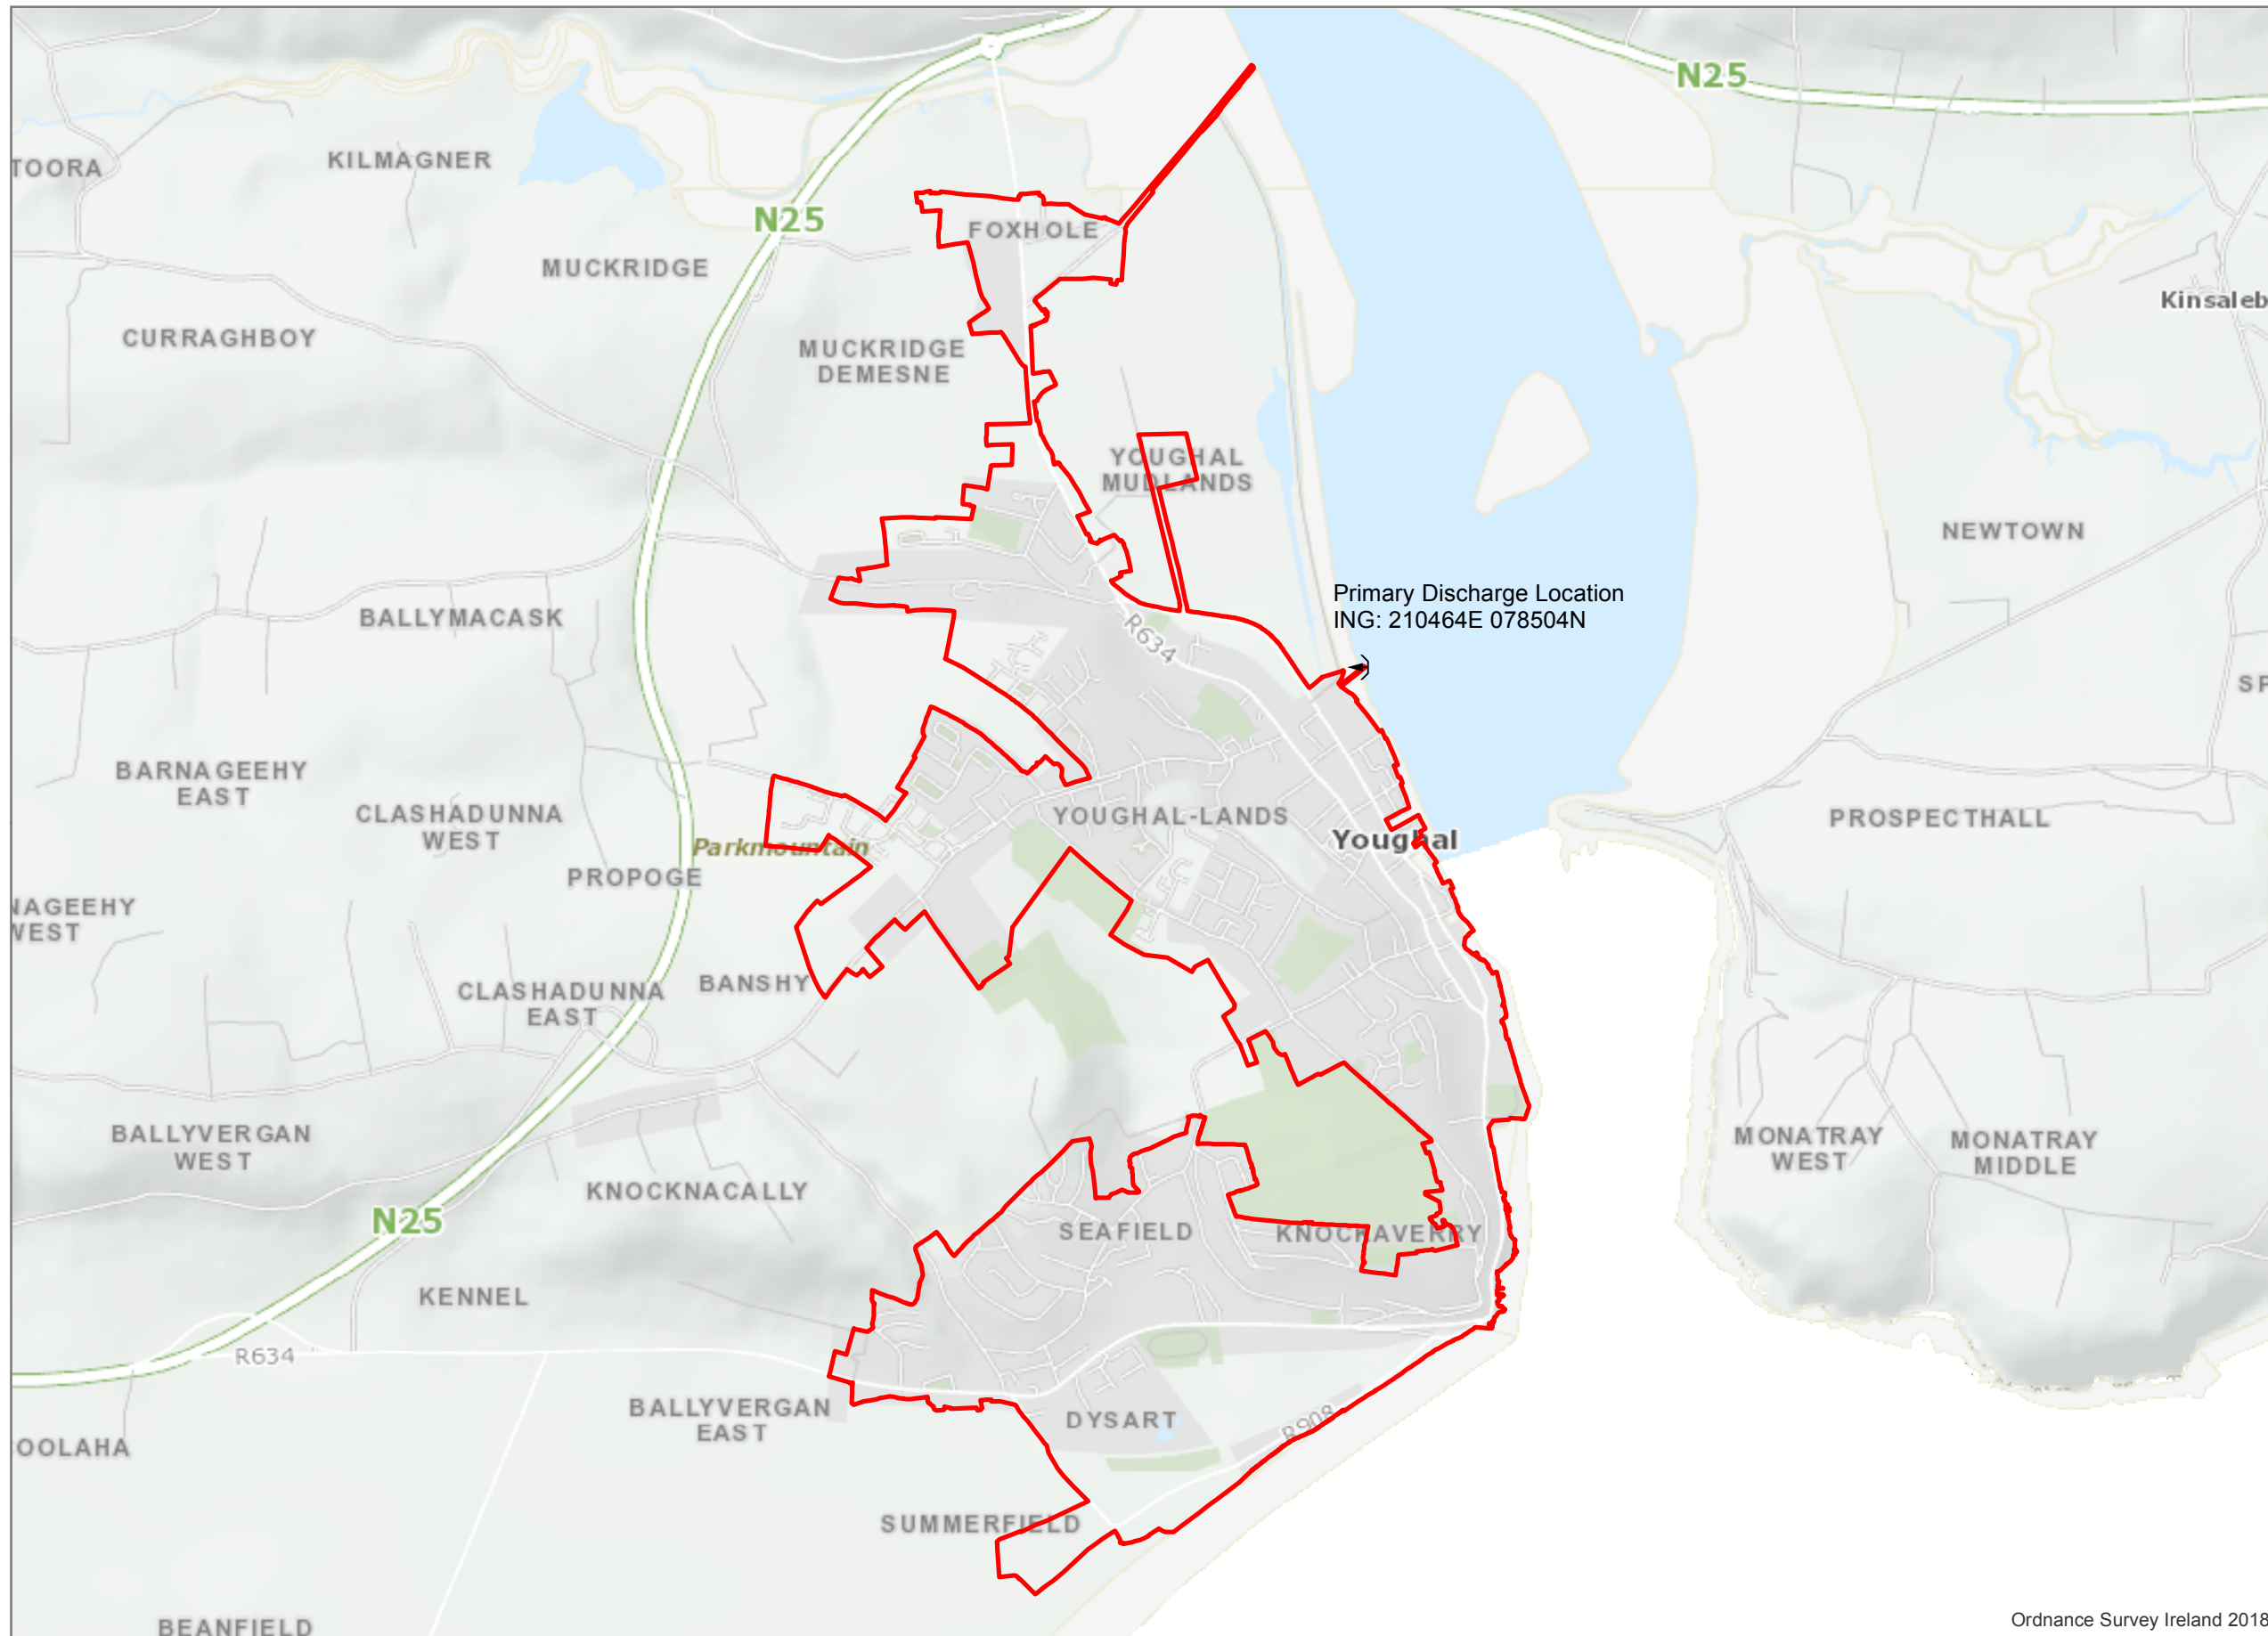 N25
TOORA
KILMAGNER
N25
FOXHOLE
MUCKRIDGE
Kinsaleb
CURRAGHBOY
MUCKRIDGE
DEMESNE
YOUGHAL
MUDLANDS
NEWTOWN
Primary Discharge Location
ING: 210464E 078504N
BALLYMACASK
R634
SP
BARNAGEEHY
EAST
CLASHADUNNA
WEST
YOUGHAL-LANDS
PROSPECTHALL
Youghal
Parkmountain
PROPOGE
NAGEEHY
WEST
BANSHY
CLASHADUNNA
EAST
BALLYVERGAN
WEST
MONATRAY
WEST
MONATRAY
MIDDLE
KNOCKNACALLY
N25
SEAFIELD
KNOCKAVERRY
KENNEL
R634
BALLYVERGAN
EAST
DYSART
R908
OOLAHA
SUMMERFIELD
BEANFIELD
Ordnance Survey Ireland 2018